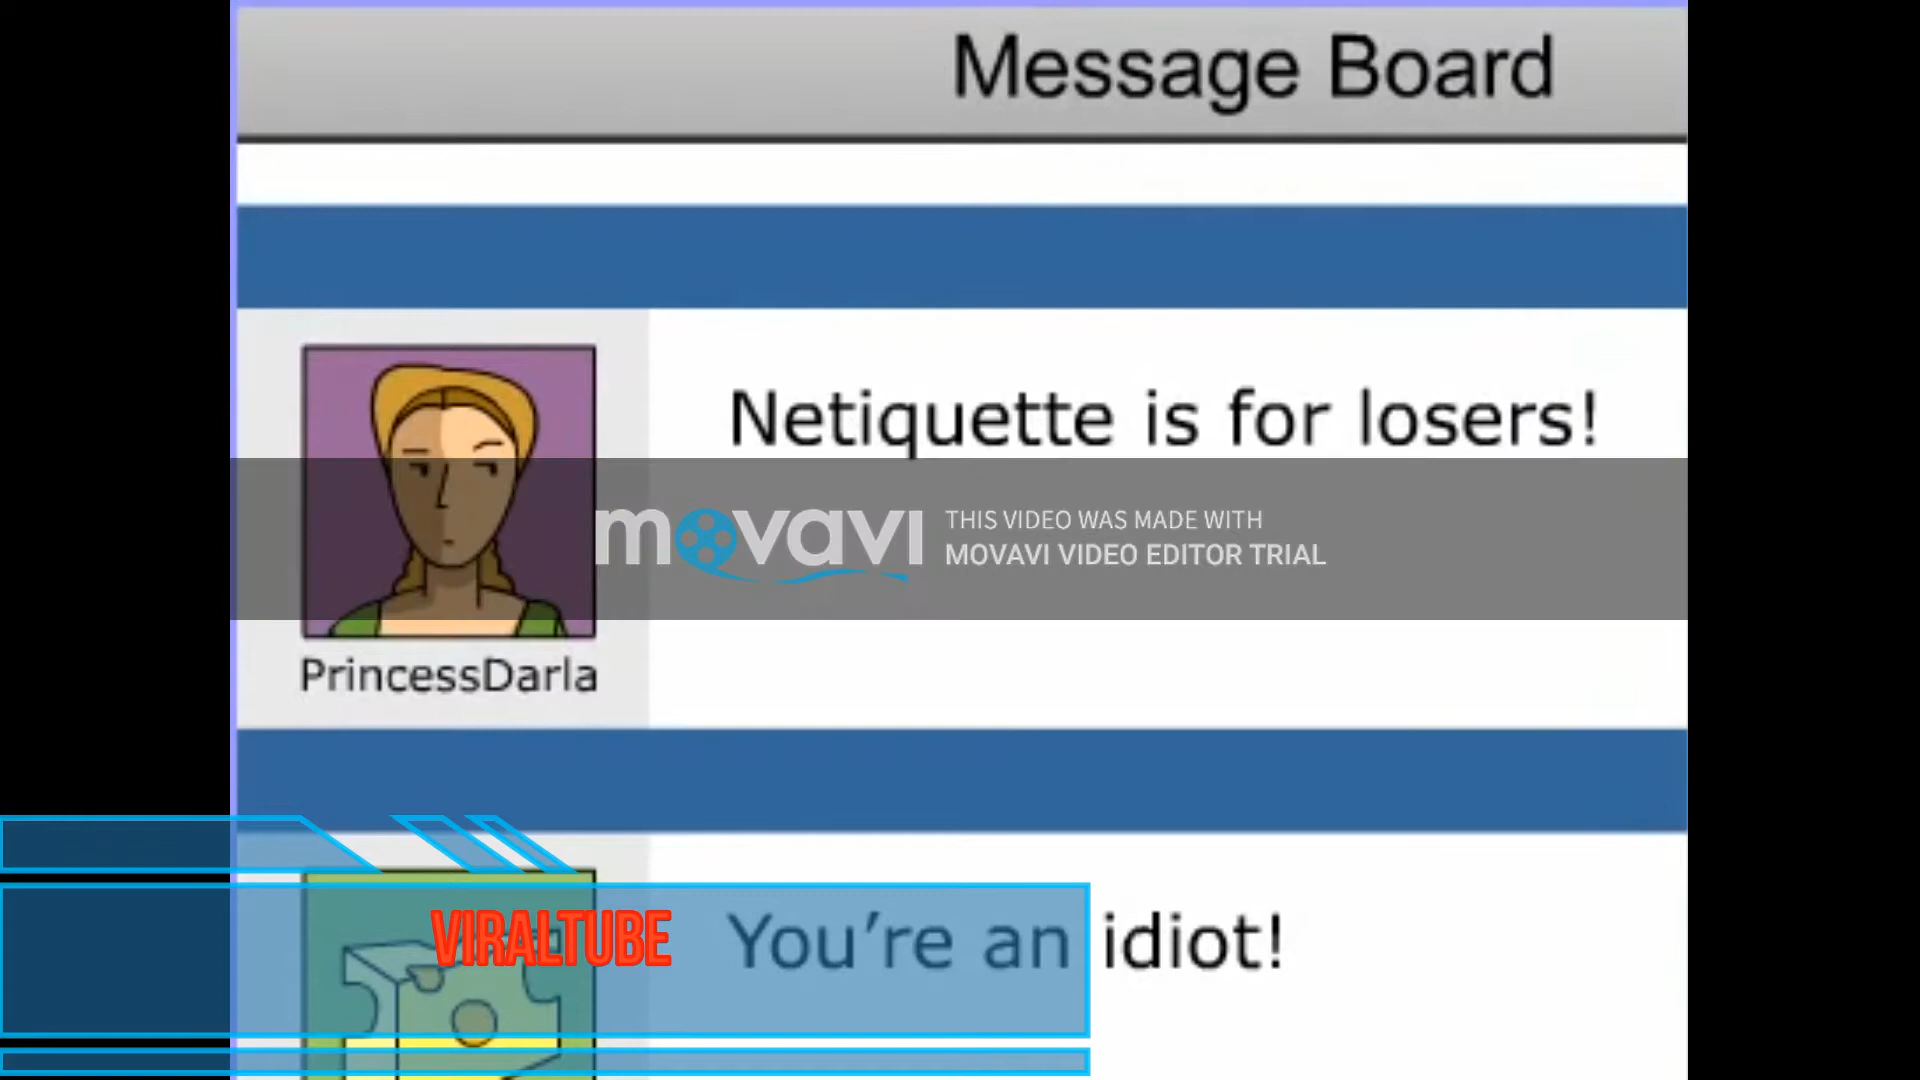 Message Board
Netiquette is for losers!
movavi
THIS VIDEO WAS MADE WITH
MOVAVI VIDEO EDITOR TRIAL
PrincessDarla
VIRALTUBE
You’re an idiot!